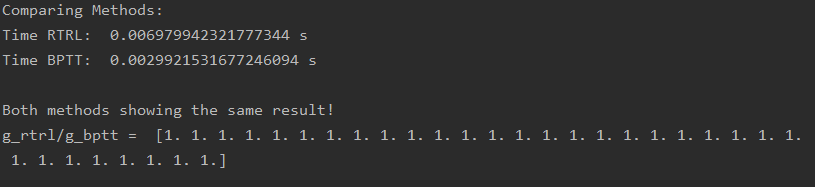 Comparing Methods:
Time RTRL:  0.006979942321777344 s
Time BPTT:  0.0029921531677246094 s
Both methods showing the same result!
g_rtrl/g_bptt =  [1. 1. 1. 1. 1. 1. 1. 1. 1. 1. 1. 1. 1. 1. 1. 1. 1. 1. 1. 1. 1. 1. 1. 1.
 1. 1. 1. 1. 1. 1. 1. 1.]